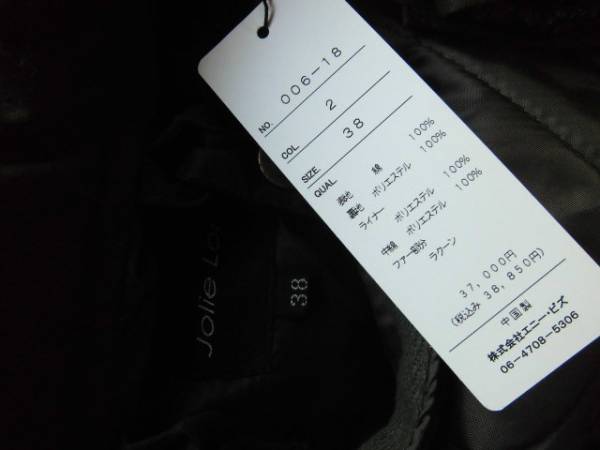 NO. 006-18
COL 2
SIZE. 38
QUAL
表地 綿 100%
裏地 ポリエステル 100%
ライナー ポリエステル 100%
中綿 ポリエステル 100%
ファー部分 ラクーン
37,000円
(税込み 38,850円)
中国製
株式会社エニー・ビズ
06-4708-5306
Jolie
38